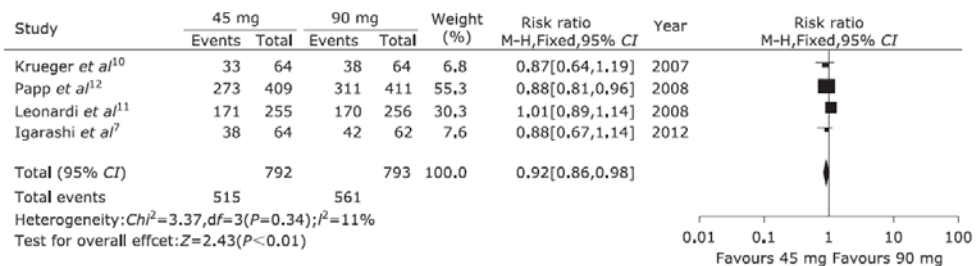 Study 45 mg 90 mg Weight Risk ratio Year Risk ratio
Events Total Events Total (%) M-H,Fixed,95% CI M-H,Fixed,95% CI
Krueger et al10 33 64 38 64 6.8 0.87[0.64,1.19] 2007
Papp et al12 273 409 311 411 55.3 0.88[0.81,0.96] 2008
Leonardi et al11 171 255 170 256 30.3 1.01[0.89,1.14] 2008
Igarashi et al7 38 64 42 62 7.6 0.88[0.67,1.14] 2012
Total (95% CI) 792 793 100.0 0.92[0.86,0.98]
Total events 515 561
Heterogeneity:Chi2=3.37,df=3(P=0.34);I2=11%
Test for overall effcet:Z=2.43(P<0.01)
0.01 0.1 1 10 100
Favours 45 mg Favours 90 mg